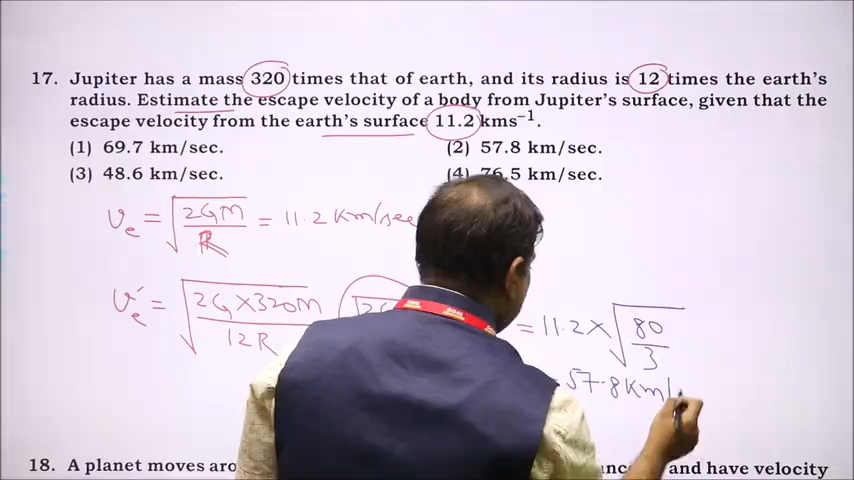 17. Jupiter has a mass 320 times that of earth, and its radius is 12 times the earth's
radius. Estimate the escape velocity of a body from Jupiter's surface, given that the
escape velocity from the earth's surface 11.2 kms⁻¹.
(1) 69.7 km/sec. (2) 57.8 km/sec.
(3) 48.6 km/sec. (4) 76.5 km/sec.
vₑ = √(2GM/R) = 11.2 Km/sec
vₑ′ = √(2G×320M/12R) = 11.2 × √(80/3)
57.8 Km/
18. A planet moves and have velocity